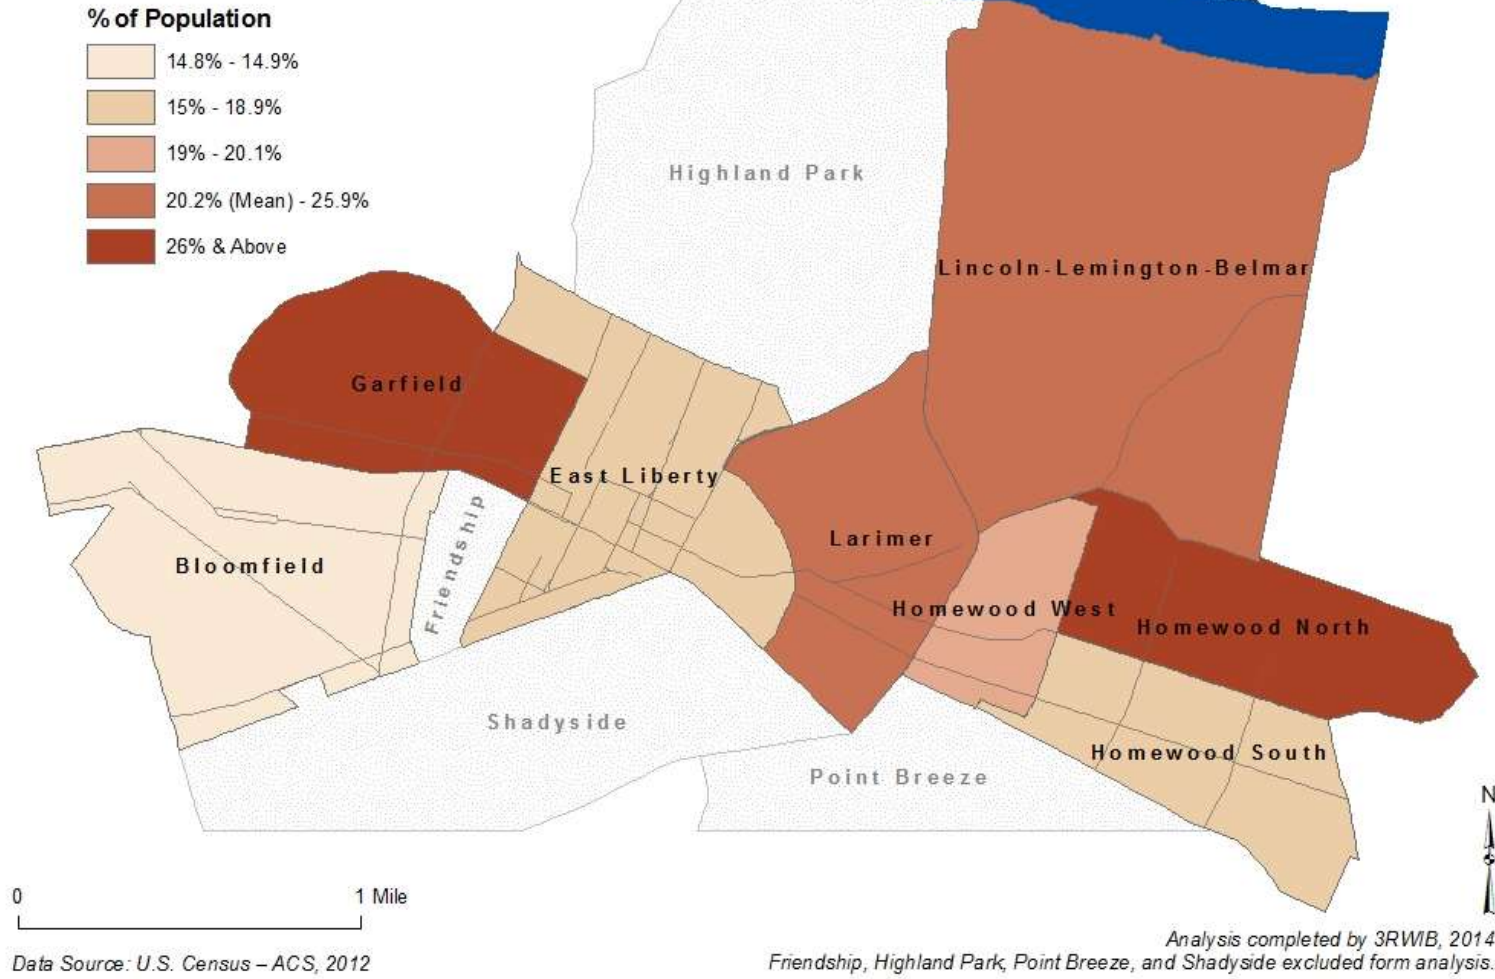 % of Population
14.8% - 14.9%
15% - 18.9%
19% - 20.1%
20.2% (Mean) - 25.9%
26% & Above
Highland Park
Lincoln-Lemington-Belmar
Garfield
East Liberty
Friendship
Larimer
Bloomfield
Homewood West
Homewood North
Shadyside
Homewood South
Point Breeze
N
0 1 Mile
Analysis completed by 3RWIB, 2014
Data Source: U.S. Census – ACS, 2012
Friendship, Highland Park, Point Breeze, and Shadyside excluded form analysis.